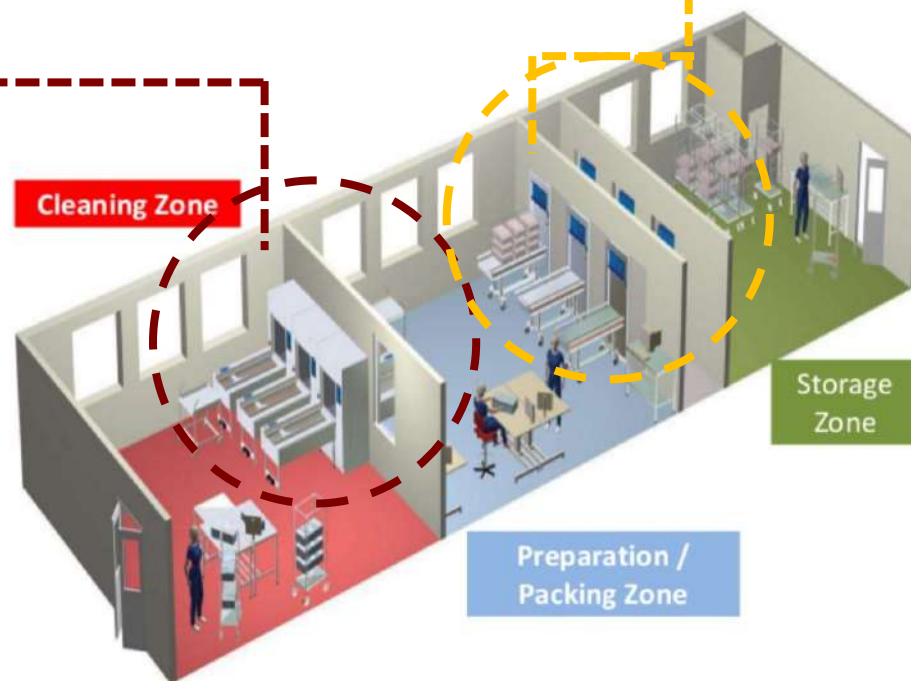 Cleaning Zone
Storage
Zone
Preparation /
Packing Zone